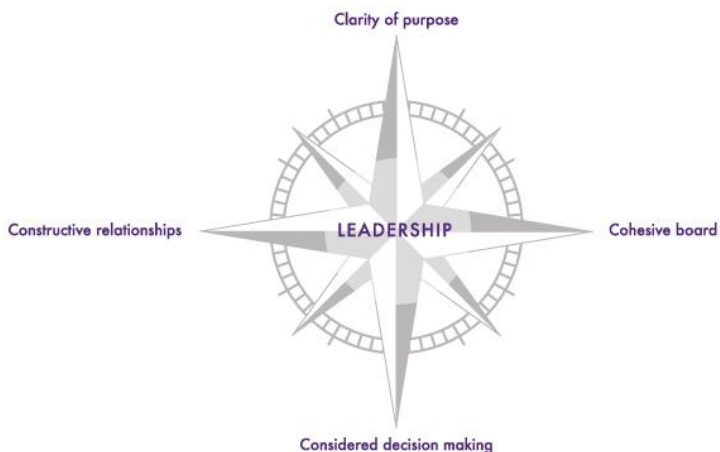 Clarity of purpose
Constructive relationships
LEADERSHIP
Cohesive board
Considered decision making